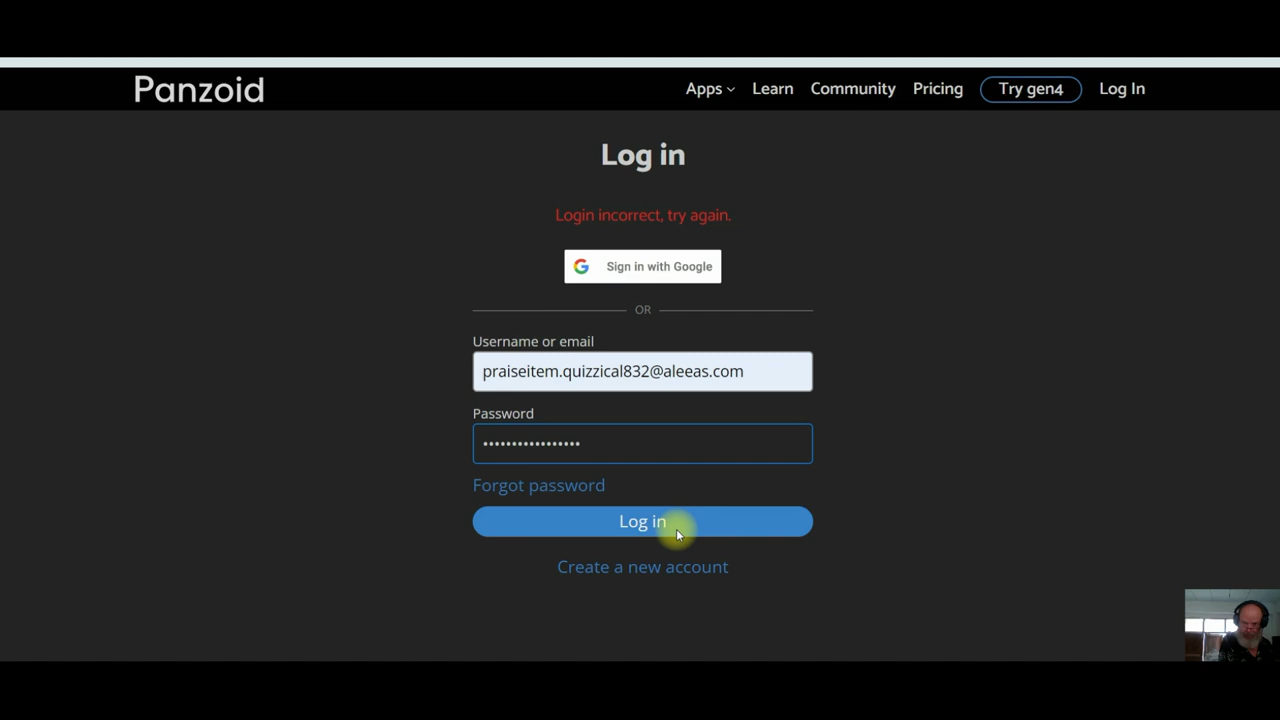 Panzoid
Apps Learn Community Pricing Try gen4 Log In
Log in
Login incorrect, try again.
Sign in with Google
OR
Username or email
praiseitem.quizzical832@aleeas.com
Password
•••••••••••••••••
Forgot password
Log in
Create a new account